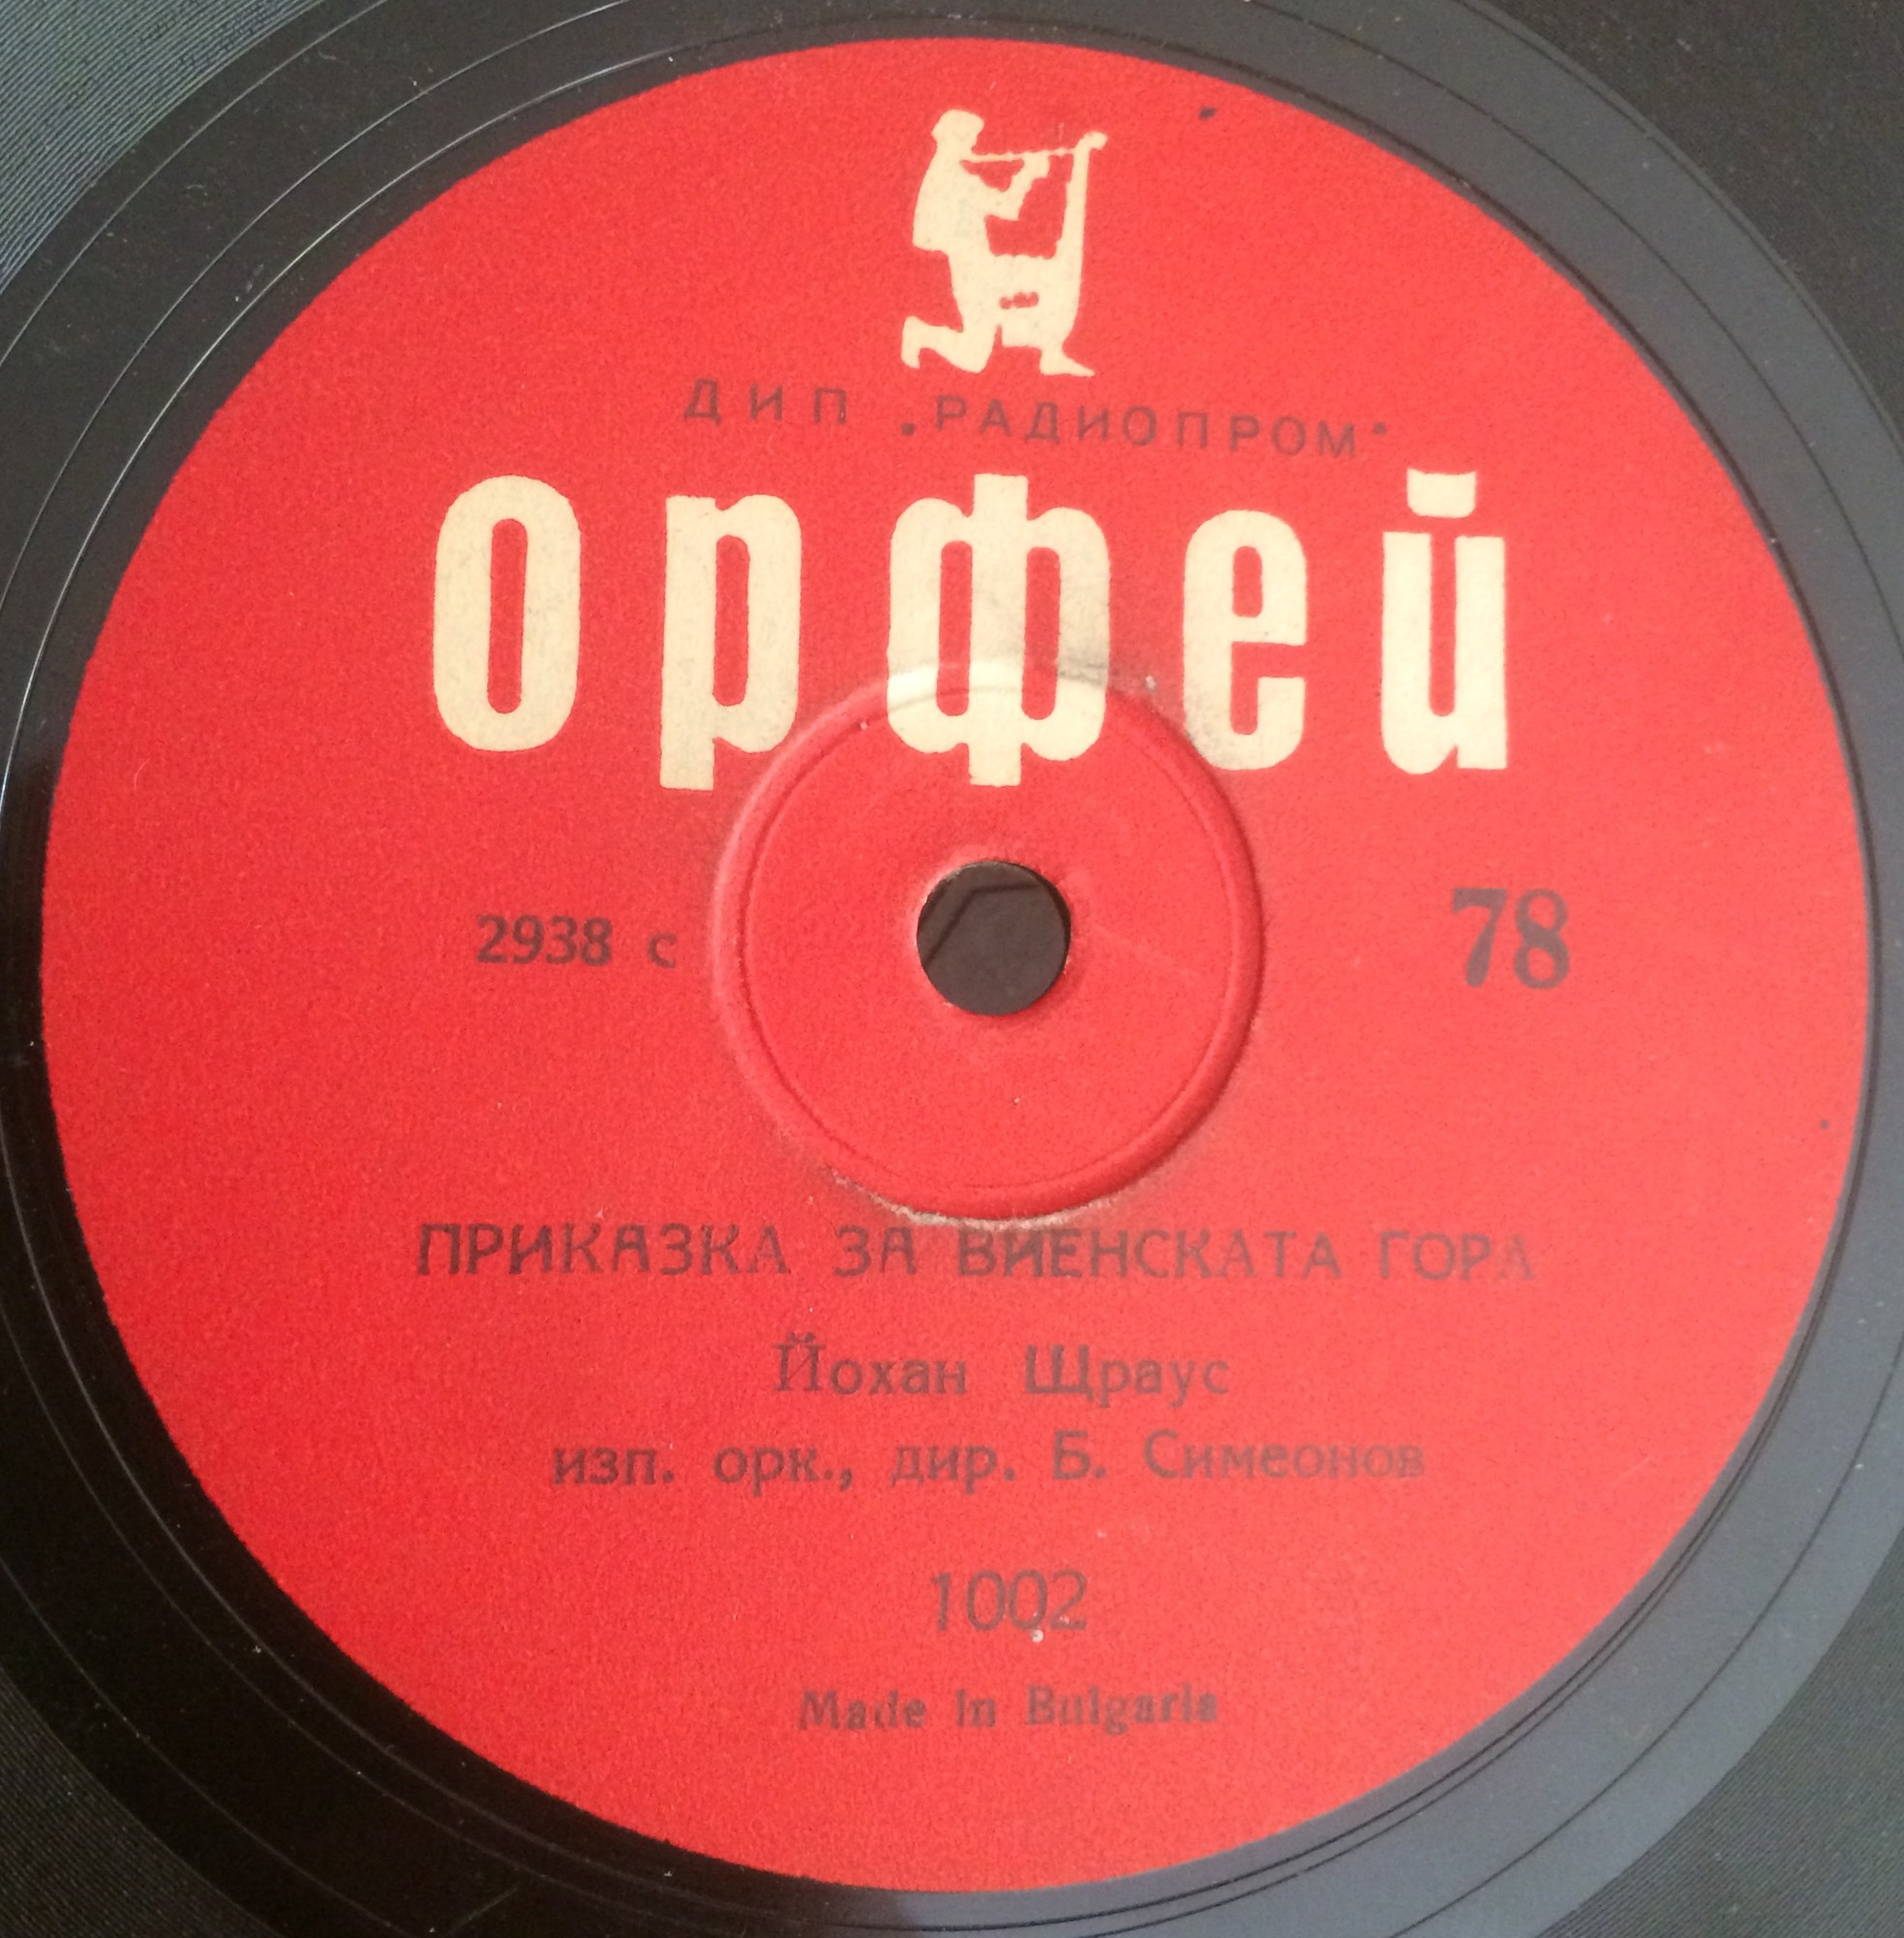 ДИП „РАДИОПРОМ“
Орфей
2938 с
78
ПРИКАЗКА ЗА ВИЕНСКАТА ГОРА
Йохан Щраус
изп. орк., дир. Б. Симеонов
1002
Made in Bulgaria